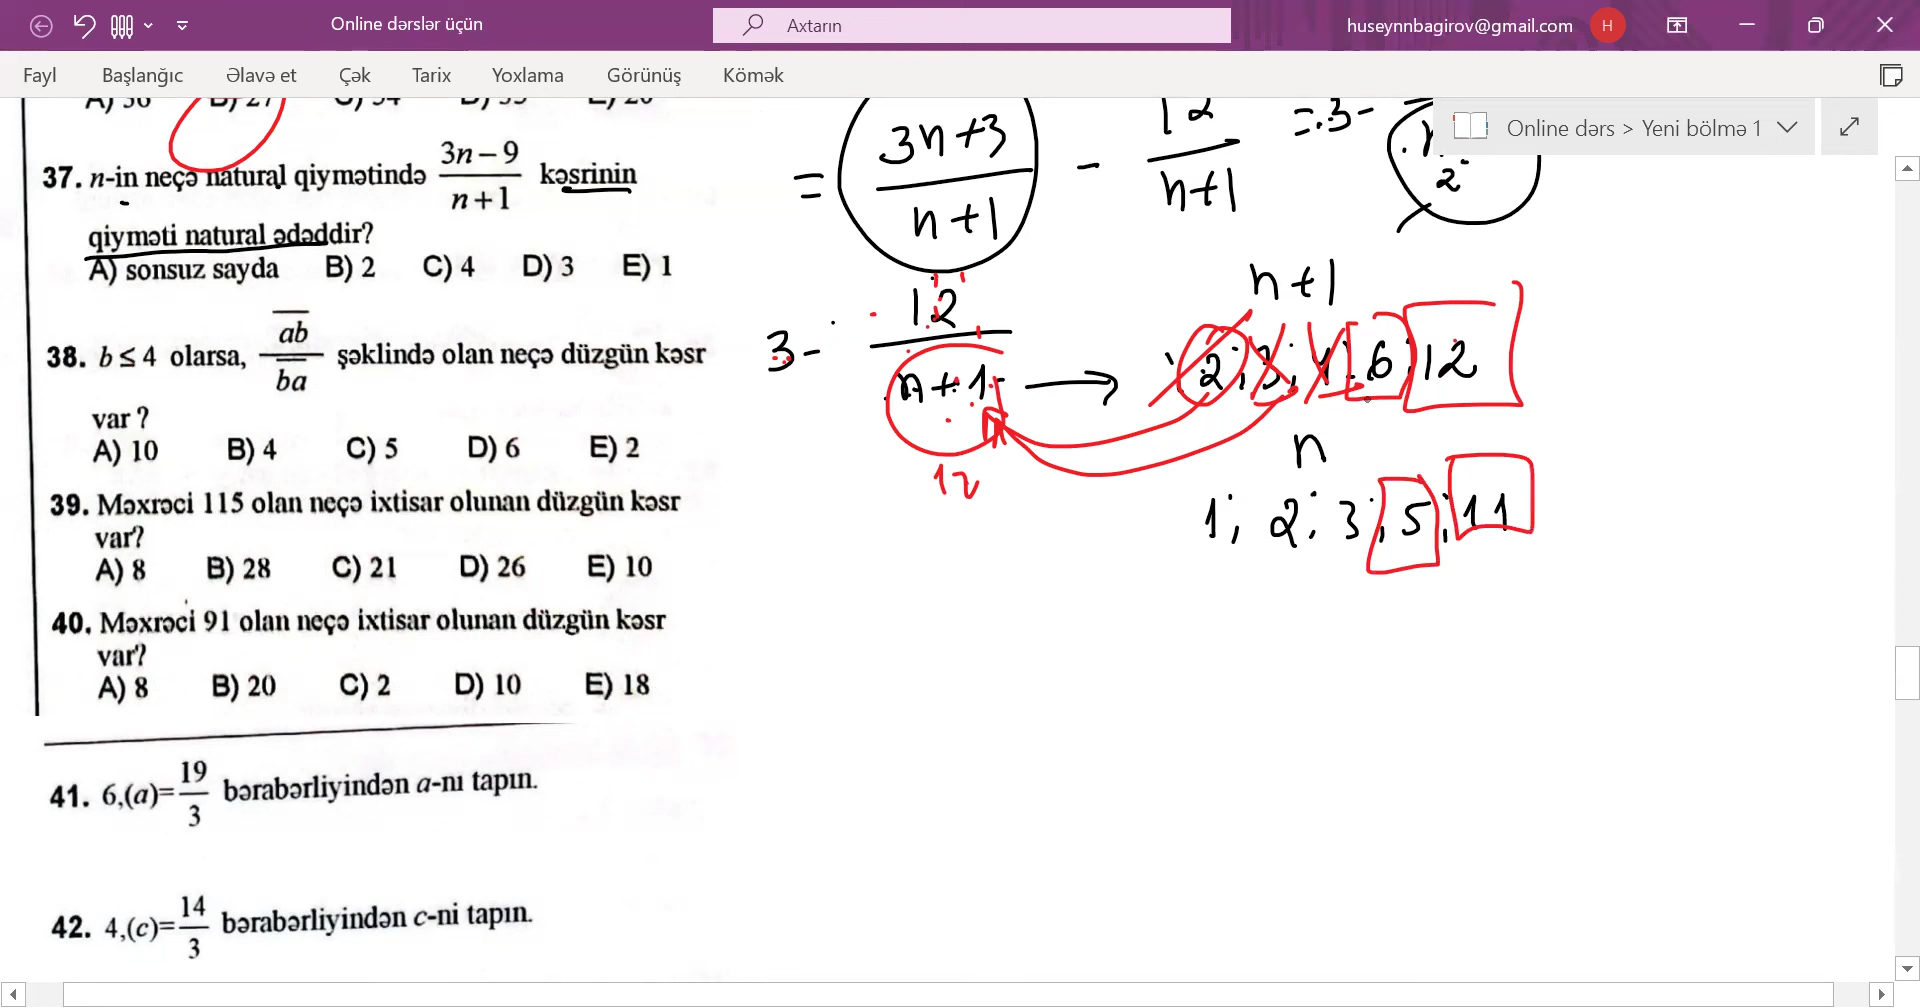 Online dərslər üçün
Axtarın
huseynnbagirov@gmail.com
H
Fayl Başlanğıc Əlavə et Çək Tarix Yoxlama Görünüş Kömək
Online dərs > Yeni bölmə 1
37. n-in neçə natural qiymətində (3n−9)/(n+1) kəsrinin
qiyməti natural ədəddir?
A) sonsuz sayda B) 2 C) 4 D) 3 E) 1
38. b ≤ 4 olarsa, ab/ba şəklində olan neçə düzgün kəsr
var ?
A) 10 B) 4 C) 5 D) 6 E) 2
39. Məxrəci 115 olan neçə ixtisar olunan düzgün kəsr
var?
A) 8 B) 28 C) 21 D) 26 E) 10
40. Məxrəci 91 olan neçə ixtisar olunan düzgün kəsr
var?
A) 8 B) 20 C) 2 D) 10 E) 18
41. 6,(a)=19/3 bərabərliyindən a-nı tapın.
42. 4,(c)=14/3 bərabərliyindən c-ni tapın.
= (3n+3)/(n+1) - 12/(n+1) = 3 -
n+1
3 - 12/(n+1) → 2; 3; 4; 6; 12
12
n
1; 2; 3; 5; 11